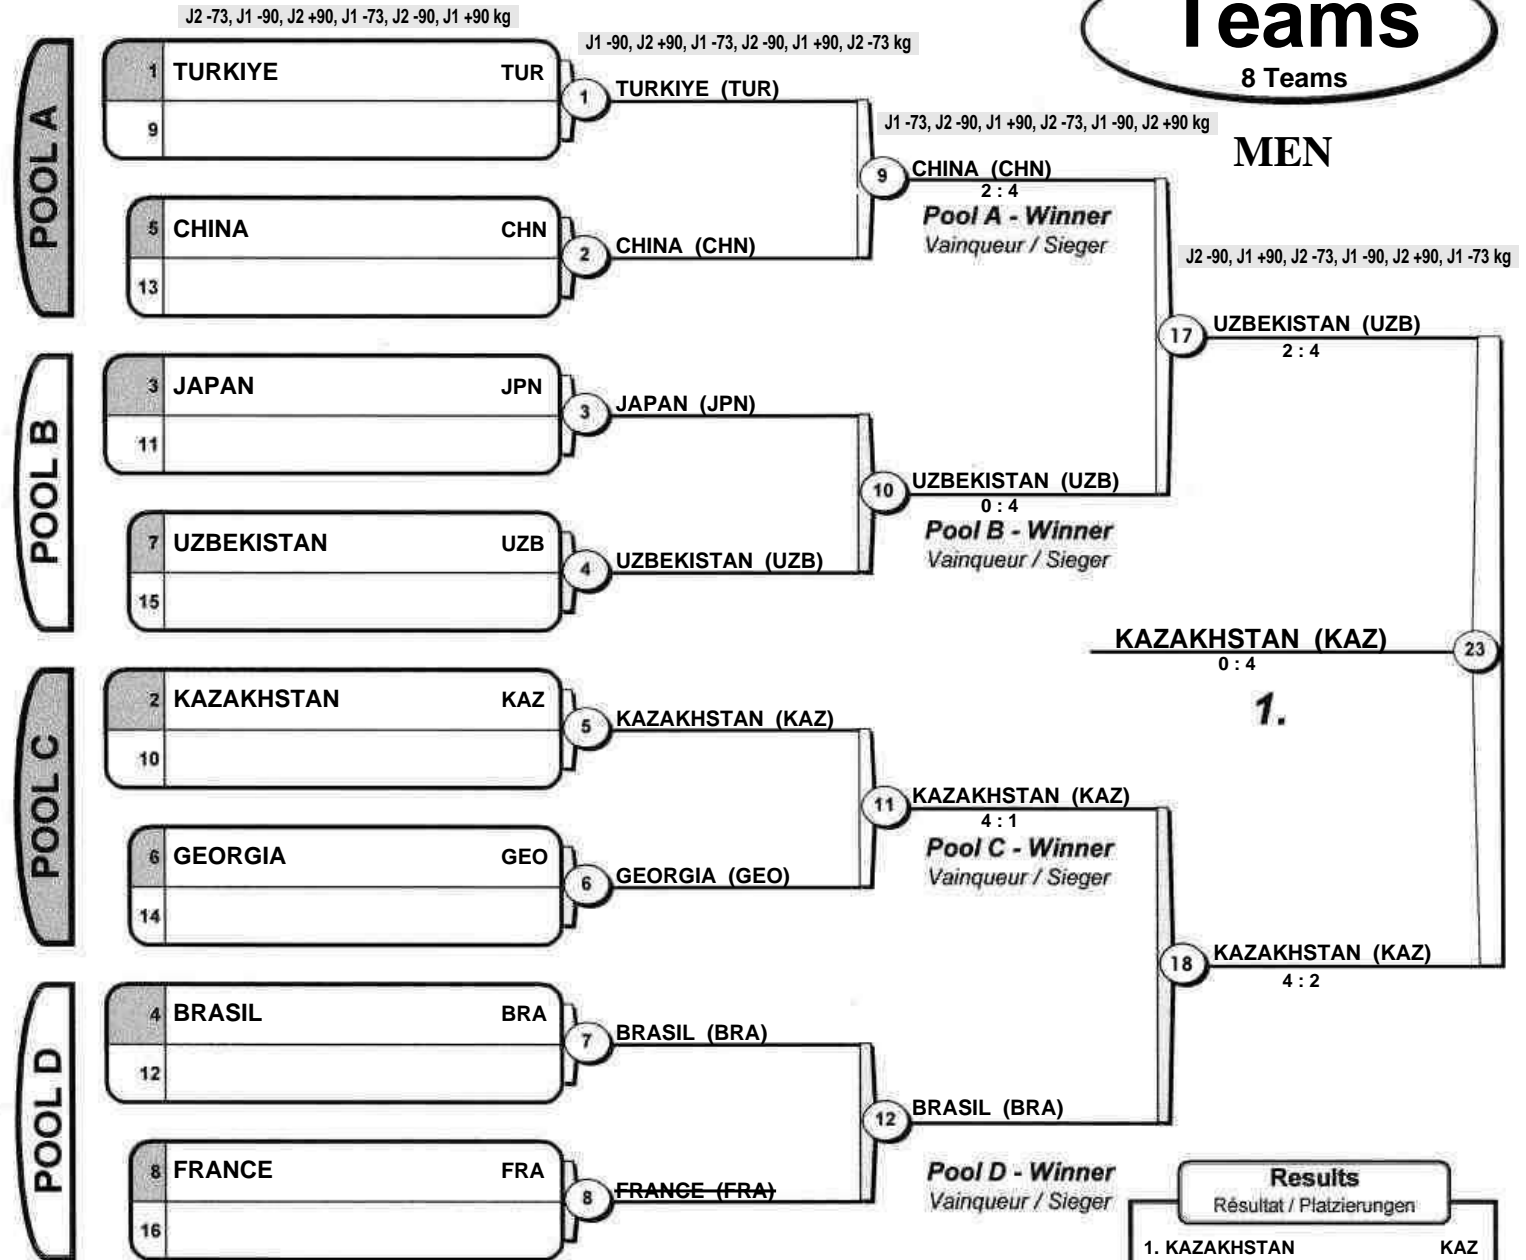 J2 -73, J1 -90, J2 +90, J1 -73, J2 -90, J1 +90 kg
J1 -90, J2 +90, J1 -73, J2 -90, J1 +90, J2 -73 kg
J1 -73, J2 -90, J1 +90, J2 -73, J1 -90, J2 +90 kg
J2 -90, J1 +90, J2 -73, J1 -90, J2 +90, J1 -73 kg
Teams
8 Teams
MEN
POOL A
1 TURKIYE TUR
9
1 TURKIYE (TUR)
5 CHINA CHN
13
2 CHINA (CHN)
9 CHINA (CHN)
2 : 4
Pool A - Winner
Vainqueur / Sieger
POOL B
3 JAPAN JPN
11
3 JAPAN (JPN)
7 UZBEKISTAN UZB
15
4 UZBEKISTAN (UZB)
10 UZBEKISTAN (UZB)
0 : 4
Pool B - Winner
Vainqueur / Sieger
17 UZBEKISTAN (UZB)
2 : 4
KAZAKHSTAN (KAZ) 23
0 : 4
1.
POOL C
2 KAZAKHSTAN KAZ
10
5 KAZAKHSTAN (KAZ)
6 GEORGIA GEO
14
6 GEORGIA (GEO)
11 KAZAKHSTAN (KAZ)
4 : 1
Pool C - Winner
Vainqueur / Sieger
18 KAZAKHSTAN (KAZ)
4 : 2
POOL D
4 BRASIL BRA
12
7 BRASIL (BRA)
8 FRANCE FRA
16
8 FRANCE (FRA)
12 BRASIL (BRA)
Pool D - Winner
Vainqueur / Sieger
Results
Résultat / Platzierungen
1. KAZAKHSTAN KAZ